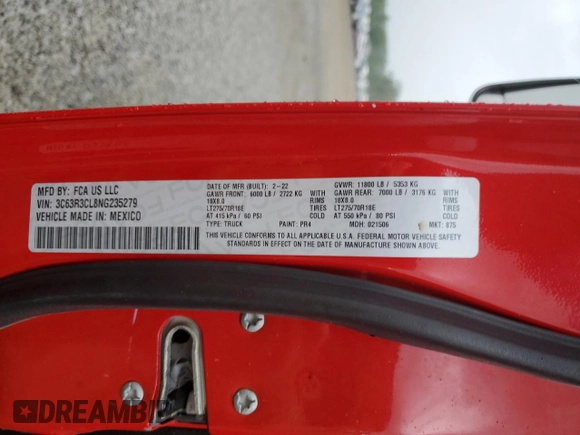 MFD BY: FCA US LLC
VIN: 3C63R3CL8NG235279
VEHICLE MADE IN: MEXICO
DATE OF MFR (BUILT): 2-22
GAWR FRONT: 6000 LB / 2722 KG
18X8.0
LT275/70R18E
AT 415 kPa / 60 PSI
TYPE: TRUCK
WITH
RIMS
TIRES
COLD
PAINT: PR4
GVWR: 11800 LB / 5353 KG
GAWR REAR: 7000 LB / 3176 KG
18X8.0
LT275/70R18E
AT 550 kPa / 80 PSI
MDH: 021506
WITH
RIMS
TIRES
COLD
MKT: 875
THIS VEHICLE CONFORMS TO ALL APPLICABLE U.S.A. FEDERAL MOTOR VEHICLE SAFETY
STANDARDS IN EFFECT ON THE DATE OF MANUFACTURE SHOWN ABOVE.
DREAMBI